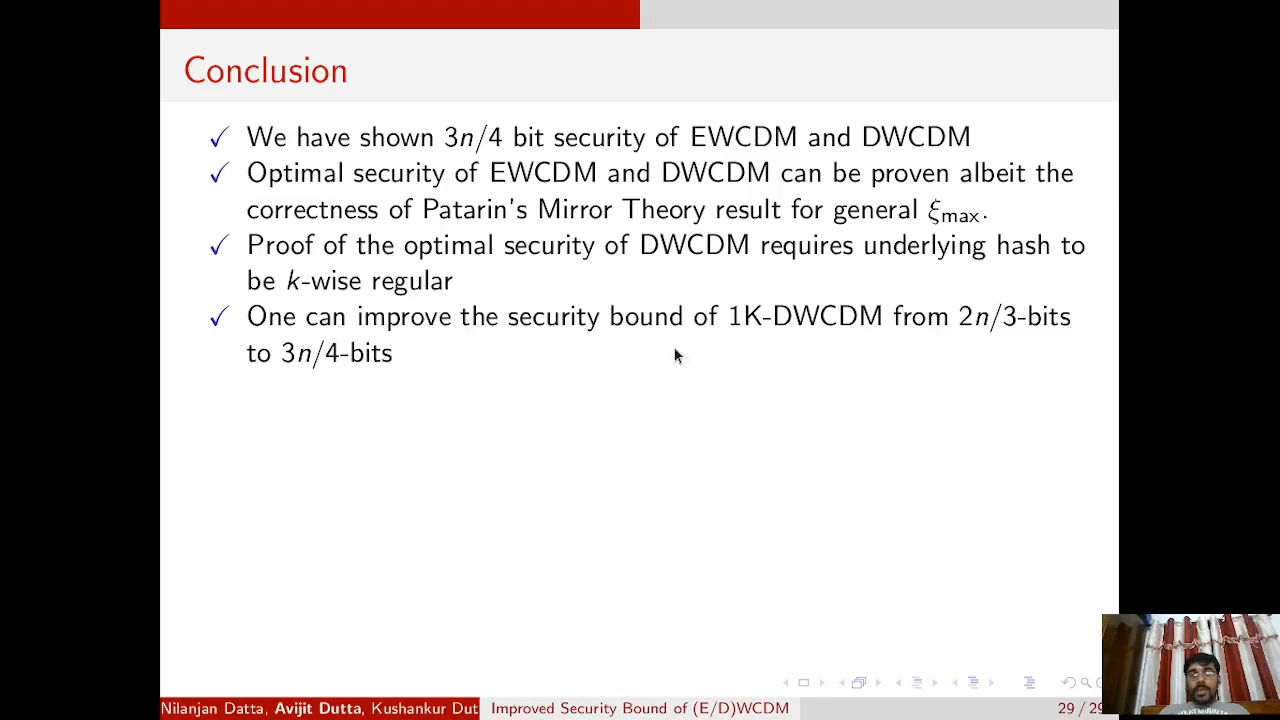 Conclusion
✓ We have shown 3n/4 bit security of EWCDM and DWCDM
✓ Optimal security of EWCDM and DWCDM can be proven albeit the
correctness of Patarin's Mirror Theory result for general ξmax.
✓ Proof of the optimal security of DWCDM requires underlying hash to
be k-wise regular
✓ One can improve the security bound of 1K-DWCDM from 2n/3-bits
to 3n/4-bits
Nilanjan Datta, Avijit Dutta, Kushankur Dut Improved Security Bound of (E/D)WCDM 29 / 29